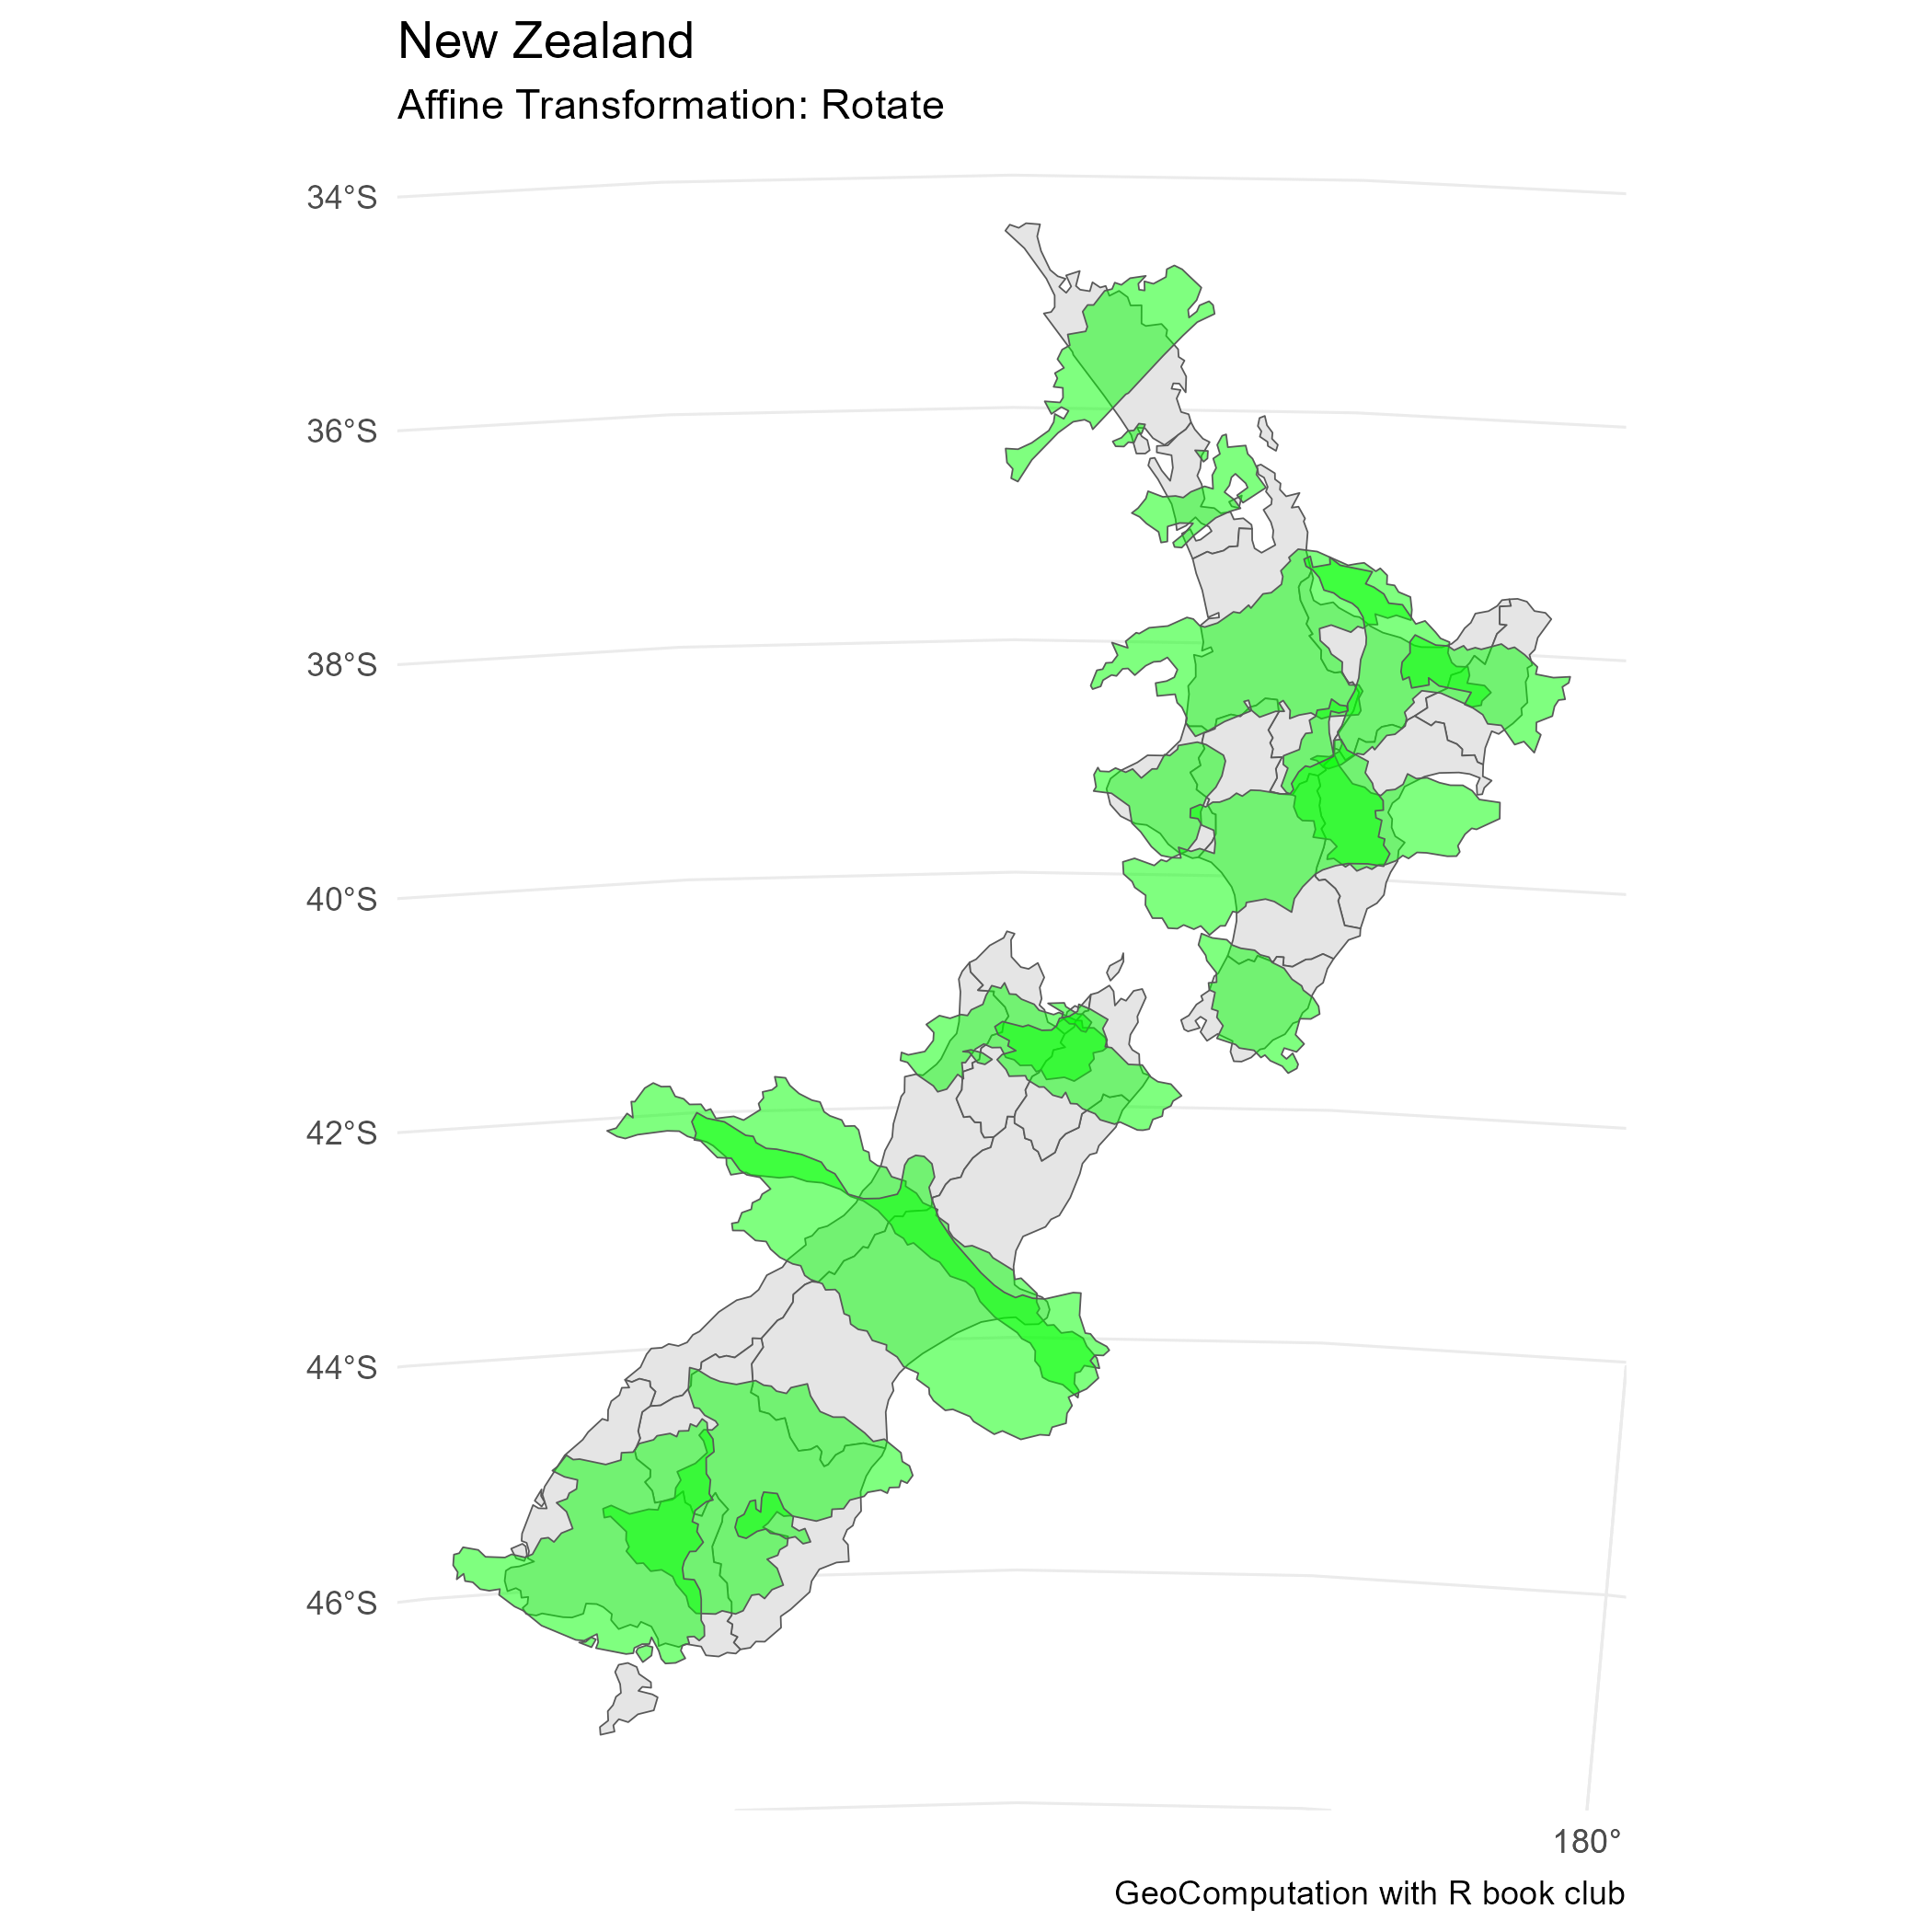 New Zealand
Affine Transformation: Rotate
34°S
36°S
38°S
40°S
42°S
44°S
46°S
180°
GeoComputation with R book club